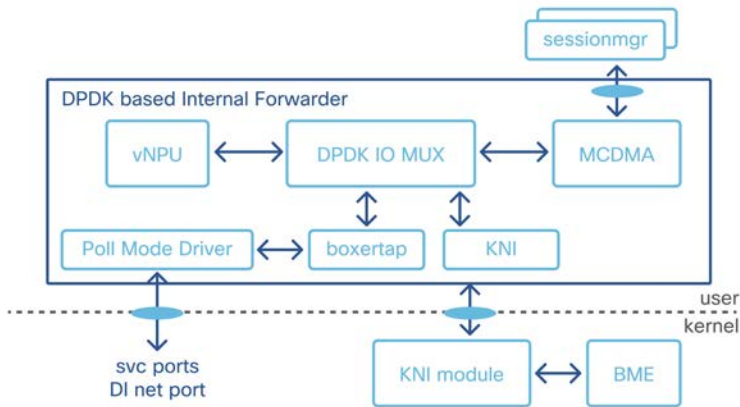 sessionmgr
DPDK based Internal Forwarder
vNPU
DPDK IO MUX
MCDMA
Poll Mode Driver
boxertap
KNI
user
kernel
svc ports
DI net port
KNI module
BME